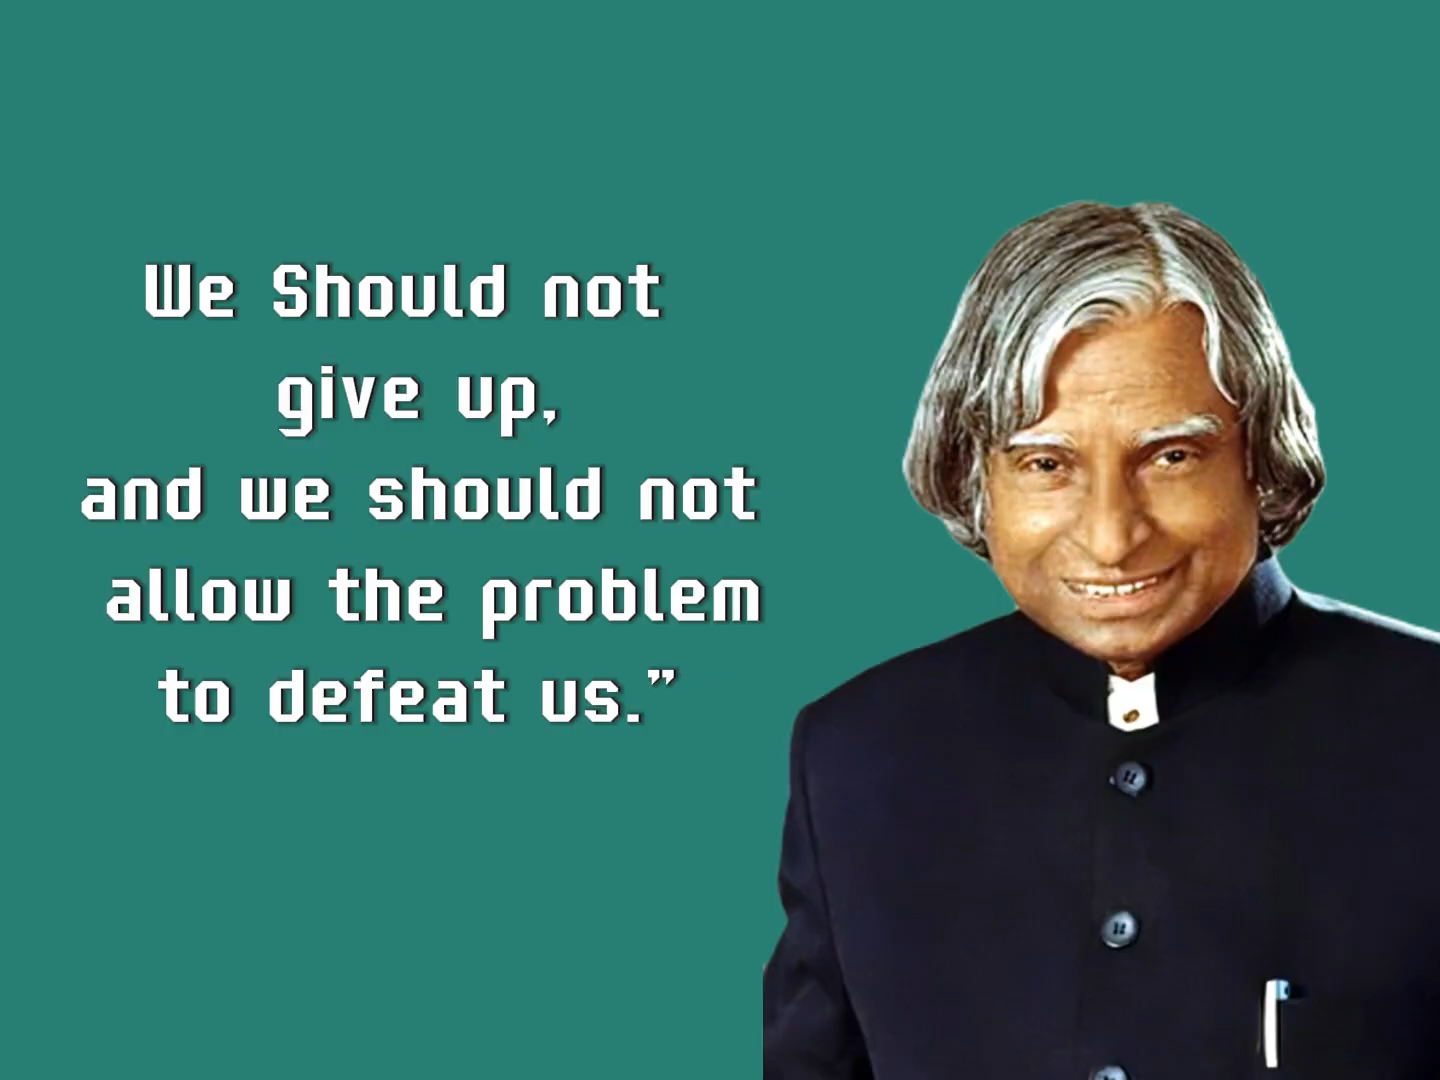 We Should not
give up,
and we should not
allow the problem
to defeat us.”